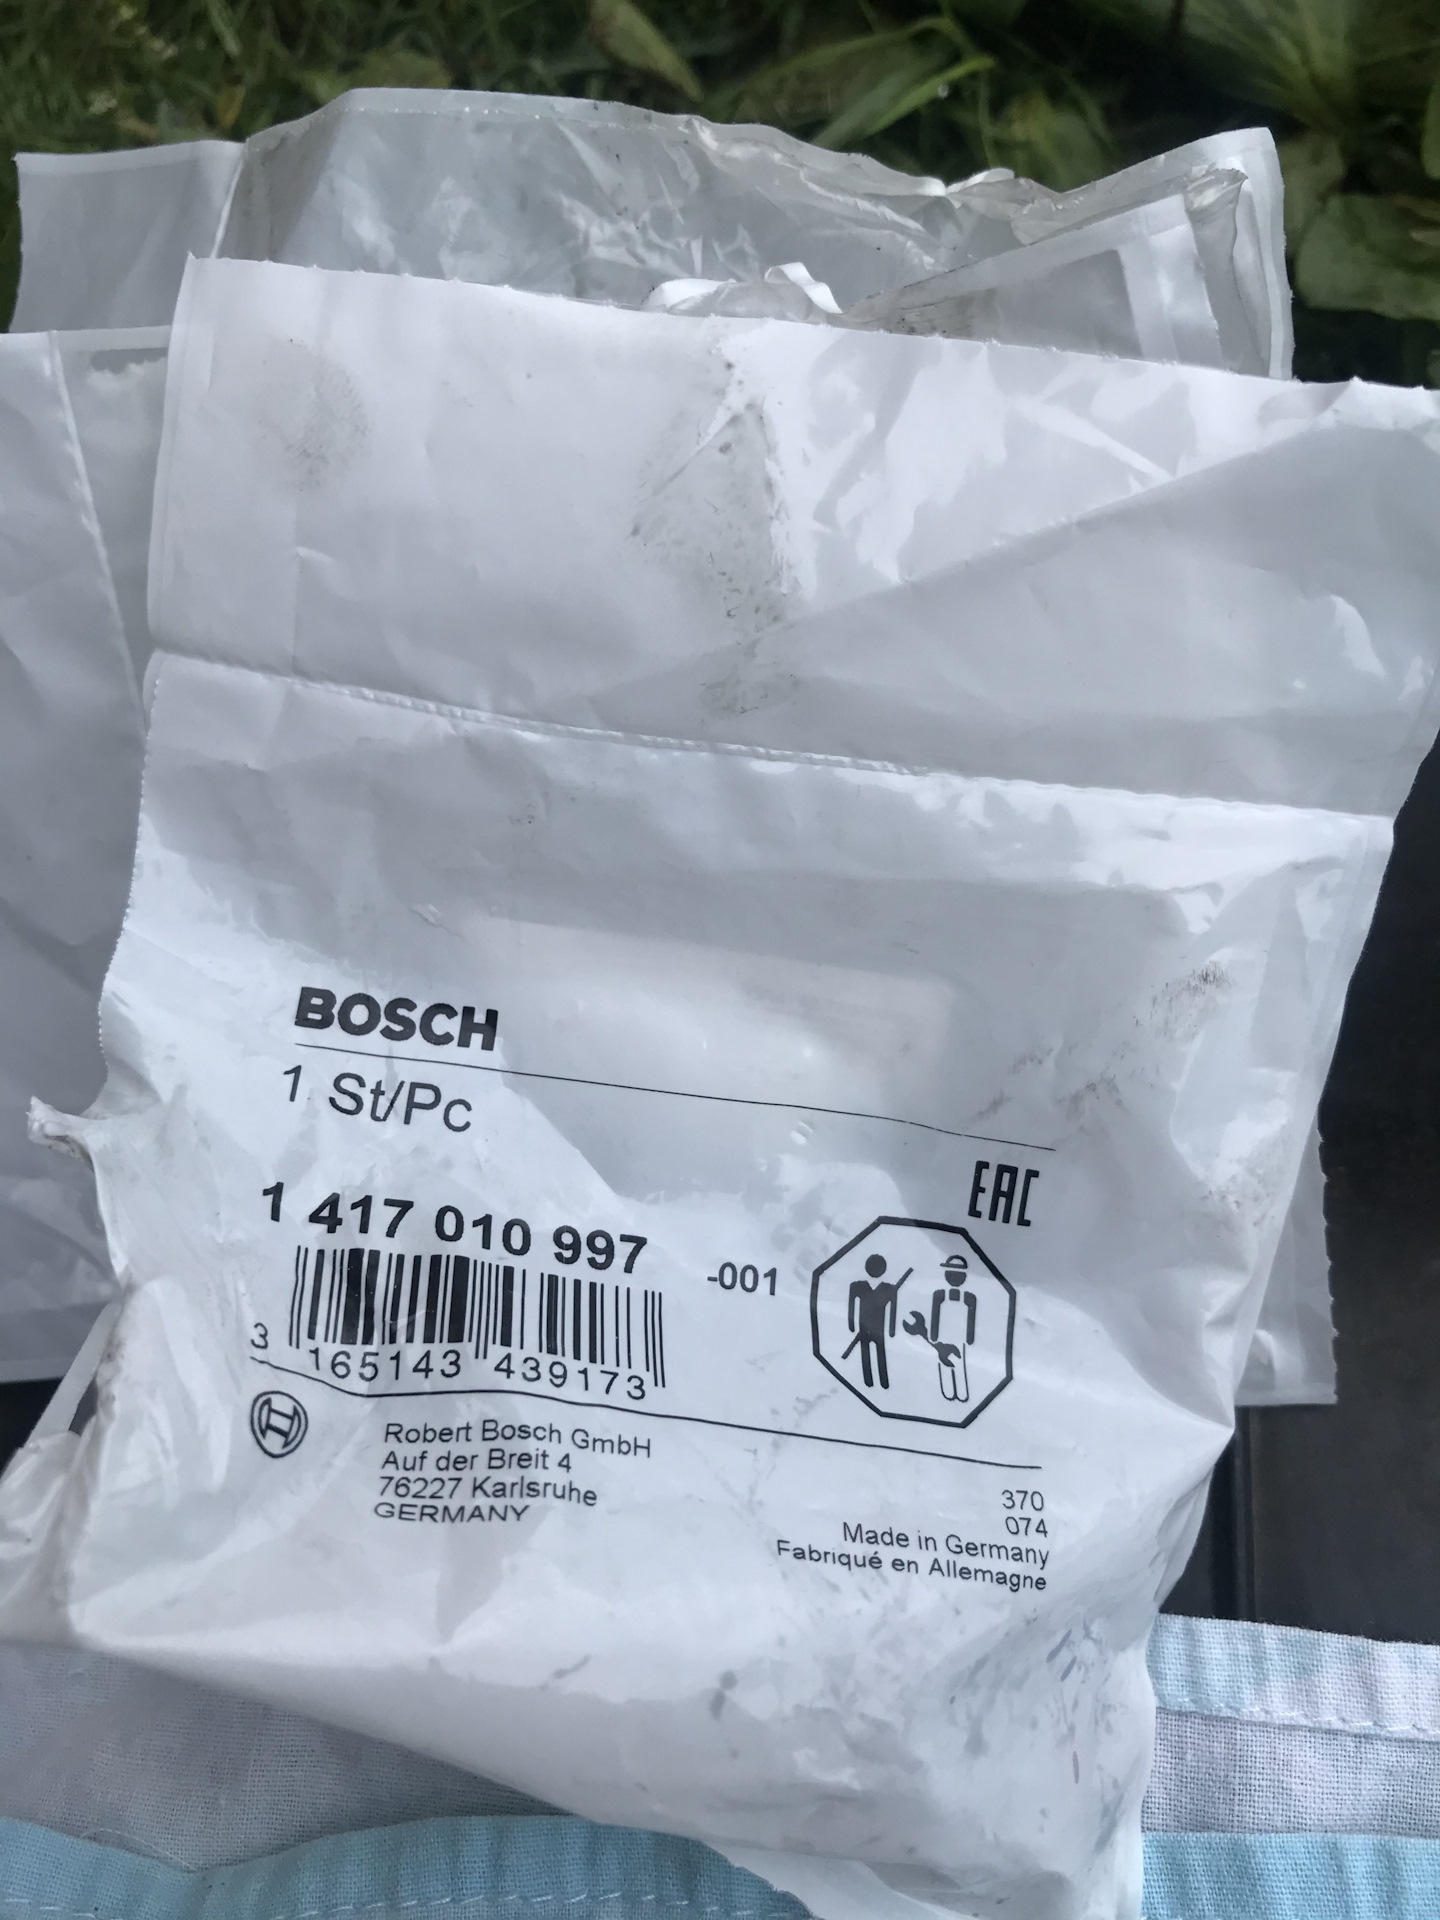 BOSCH
1 St/Pc
EAC
1 417 010 997
-001
3 165143 439173
Robert Bosch GmbH
Auf der Breit 4
76227 Karlsruhe
GERMANY
370
074
Made in Germany
Fabriqué en Allemagne